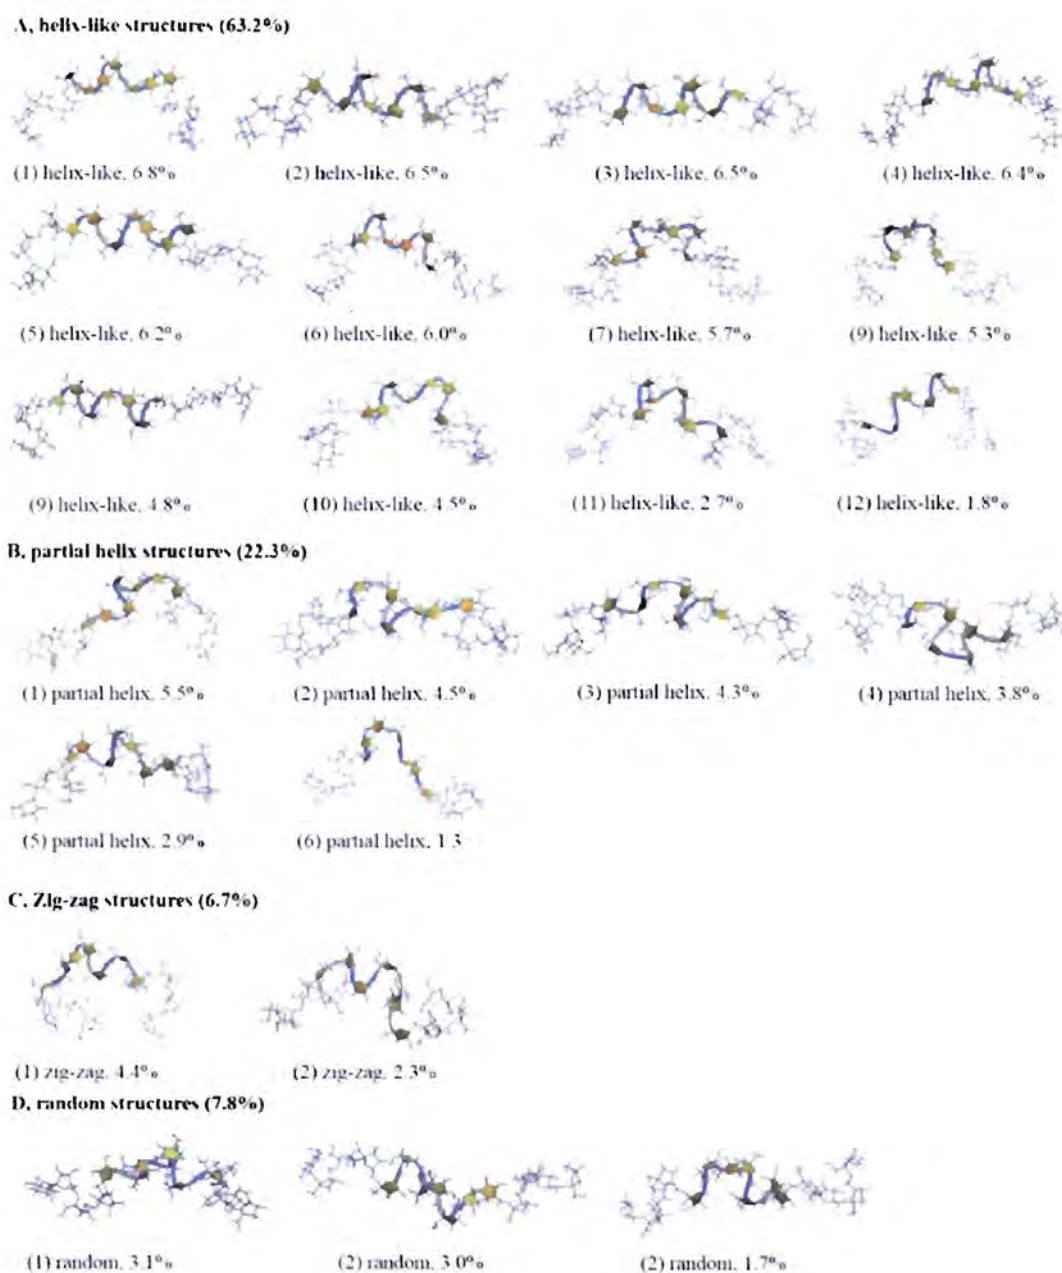 A, helix-like structures (63.2%)
(1) helix-like, 6.8%
(2) helix-like, 6.5%
(3) helix-like, 6.5%
(4) helix-like, 6.4%
(5) helix-like, 6.2%
(6) helix-like, 6.0%
(7) helix-like, 5.7%
(9) helix-like, 5.3%
(9) helix-like, 4.8%
(10) helix-like, 4.5%
(11) helix-like, 2.7%
(12) helix-like, 1.8%
B, partial helix structures (22.3%)
(1) partial helix, 5.5%
(2) partial helix, 4.5%
(3) partial helix, 4.3%
(4) partial helix, 3.8%
(5) partial helix, 2.9%
(6) partial helix, 1.3
C, Zig-zag structures (6.7%)
(1) zig-zag, 4.4%
(2) zig-zag, 2.3%
D, random structures (7.8%)
(1) random, 3.1%
(2) random, 3.0%
(2) random, 1.7%